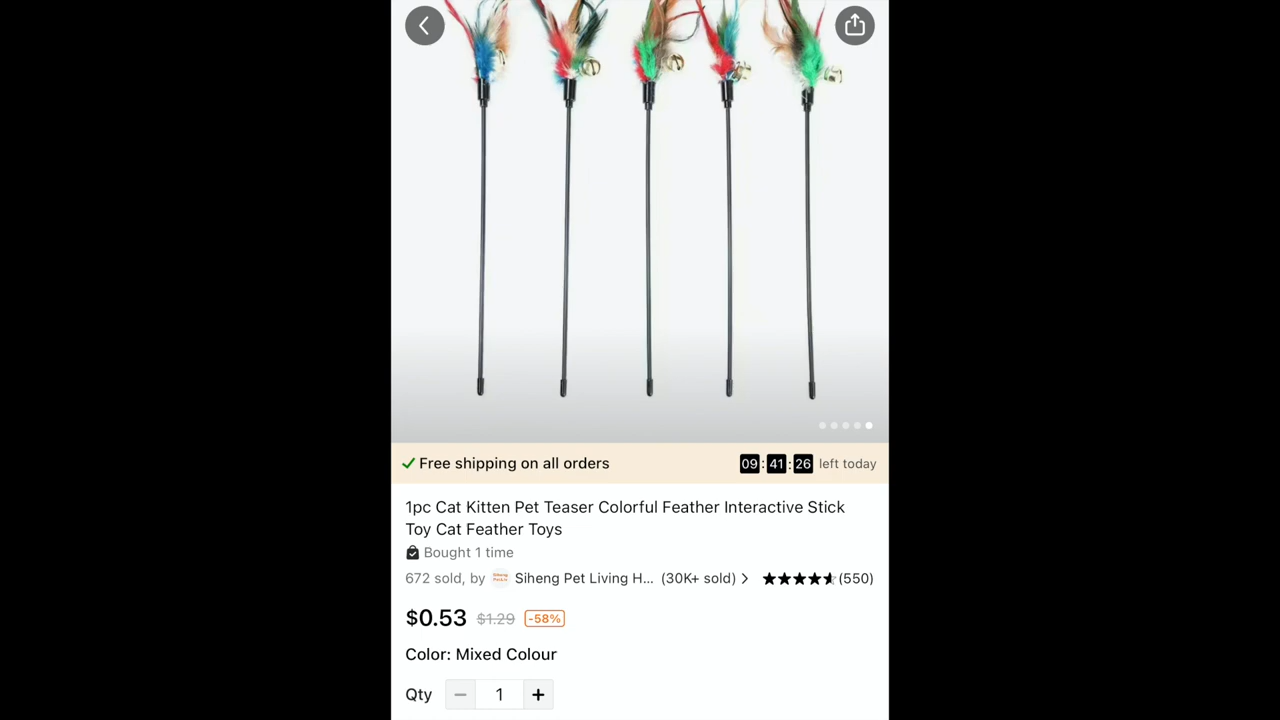 Free shipping on all orders 09:41:26 left today
1pc Cat Kitten Pet Teaser Colorful Feather Interactive Stick
Toy Cat Feather Toys
Bought 1 time
672 sold, by Siheng Pet Living H... (30K+ sold) > (550)
$0.53 $1.29 -58%
Color: Mixed Colour
Qty − 1 +